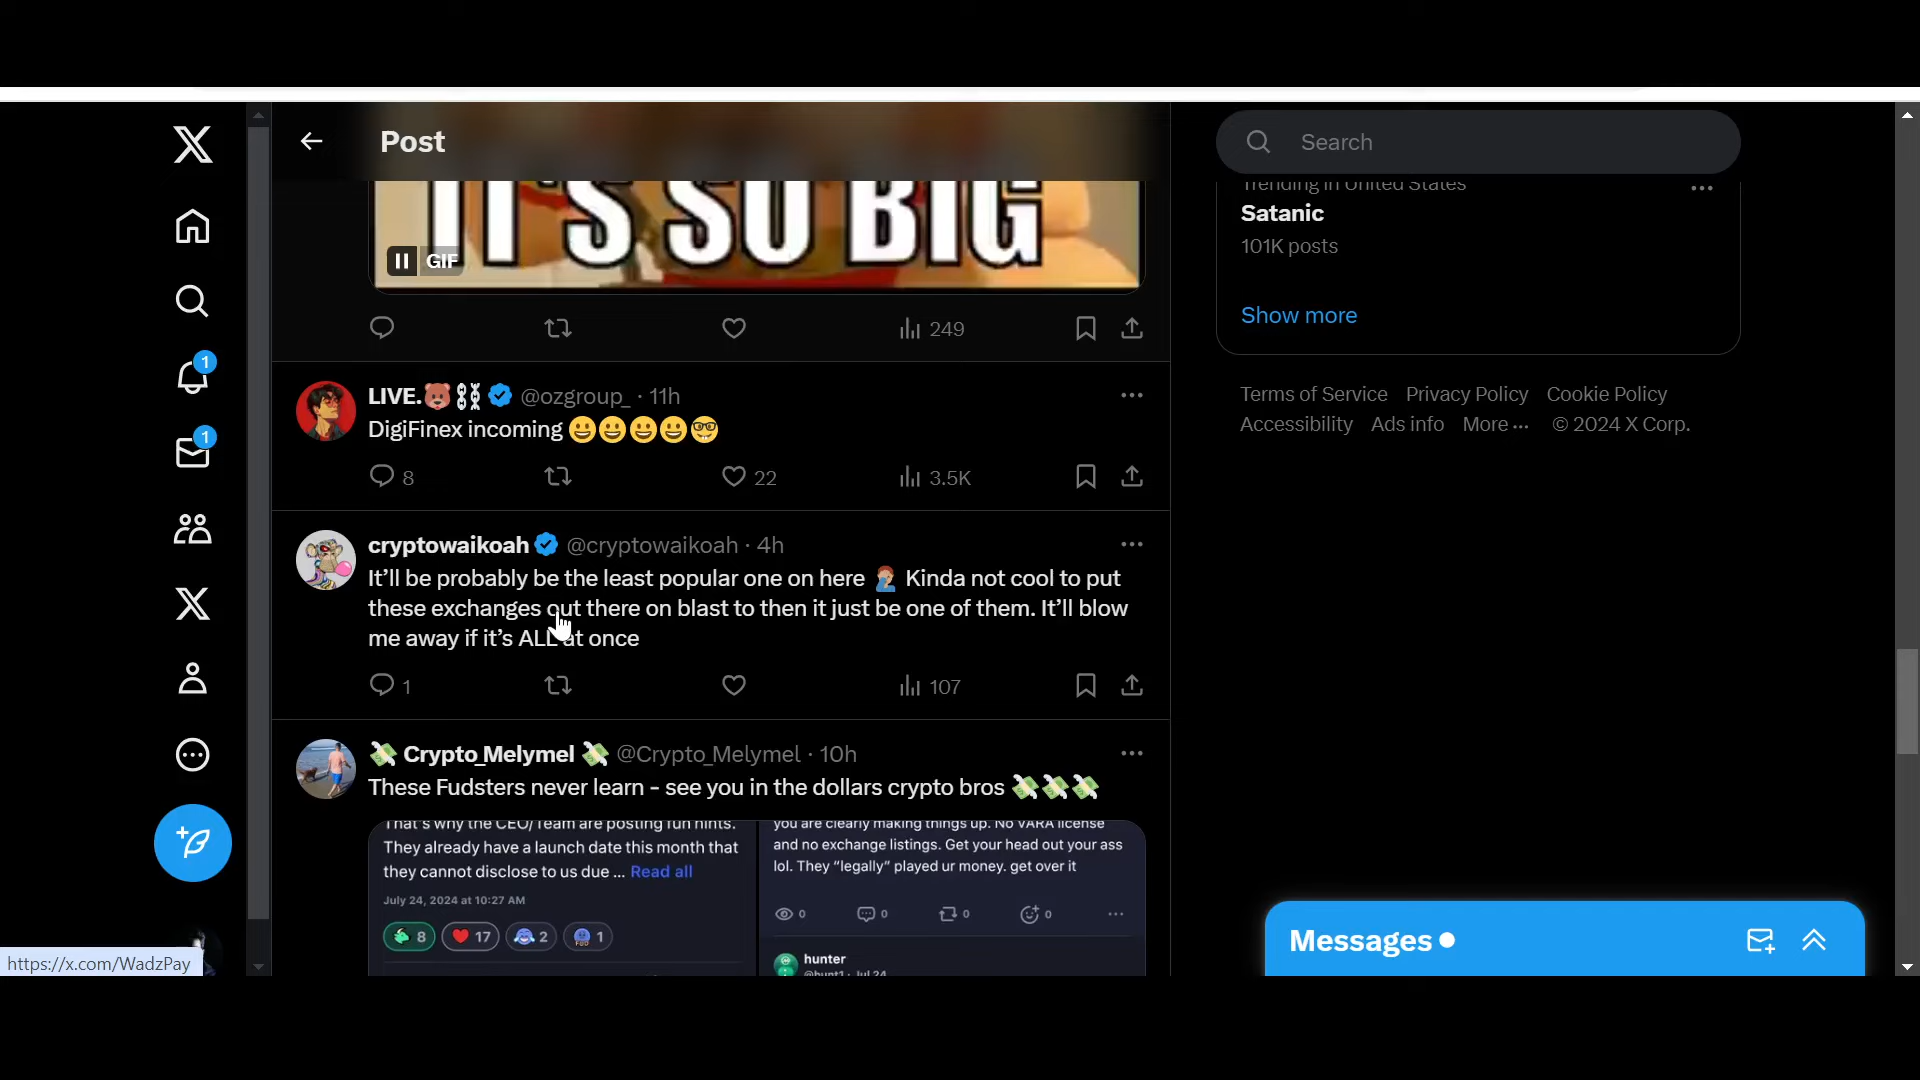 Post
Search
IT'S SO BIG
GIF
Trending in United States
Satanic
101K posts
Show more
249
1
LIVE.🐻⛓️ @ozgroup_ · 11h
DigiFinex incoming 😀😀😀😀🤓
8 22 3.5K
Terms of Service Privacy Policy Cookie Policy
Accessibility Ads info More ··· © 2024 X Corp.
1
cryptowaikoah @cryptowaikoah · 4h
It'll be probably be the least popular one on here 🤦🏼‍♂️ Kinda not cool to put
these exchanges out there on blast to then it just be one of them. It'll blow
me away if it's ALL at once
1 107
💸 Crypto_Melymel 💸 @Crypto_Melymel · 10h
These Fudsters never learn - see you in the dollars crypto bros 💸💸💸
That's why the CEO/Team are posting fun hints.
They already have a launch date this month that
they cannot disclose to us due ... Read all
July 24, 2024 at 10:27 AM
8 17 2 1
you are clearly making things up. No VARA license
and no exchange listings. Get your head out your ass
lol. They "legally" played ur money. get over it
0 0 0 0
hunter
@hunt1 · Jul 24
Messages
https://x.com/WadzPay